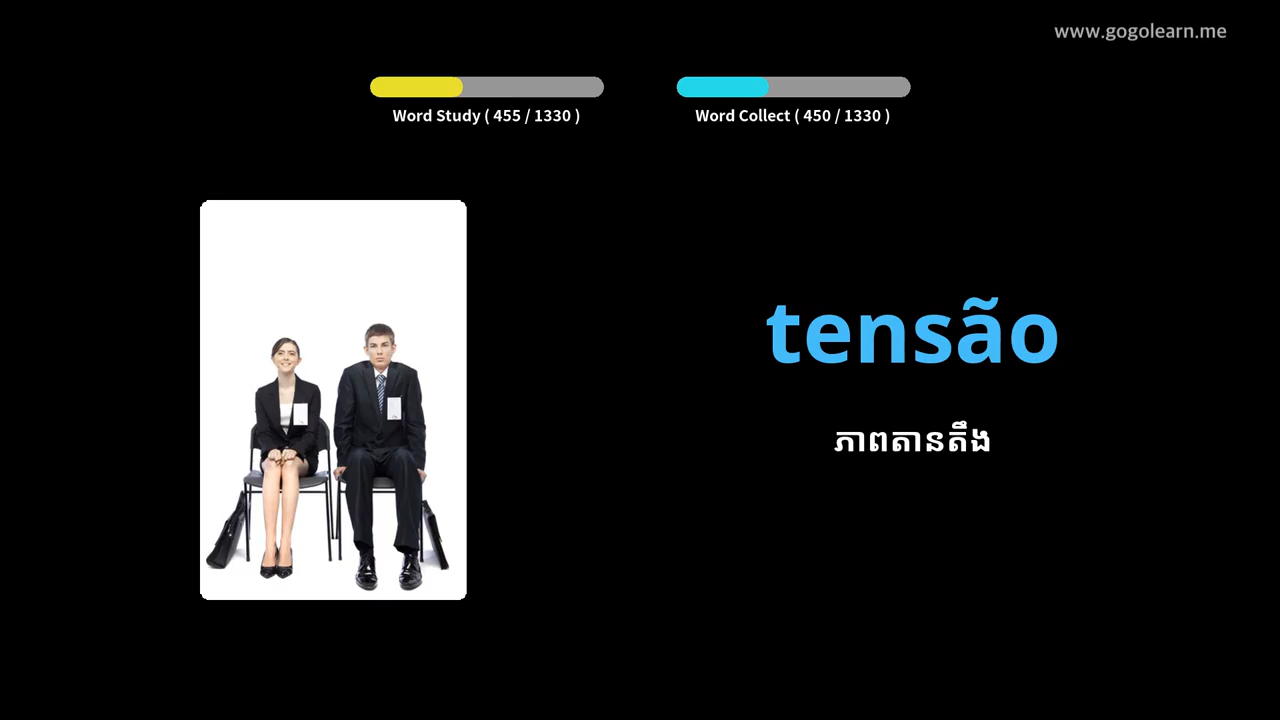 www.gogolearn.me
Word Study ( 455 / 1330 )
Word Collect ( 450 / 1330 )
tensão
ភាពតានតឹង